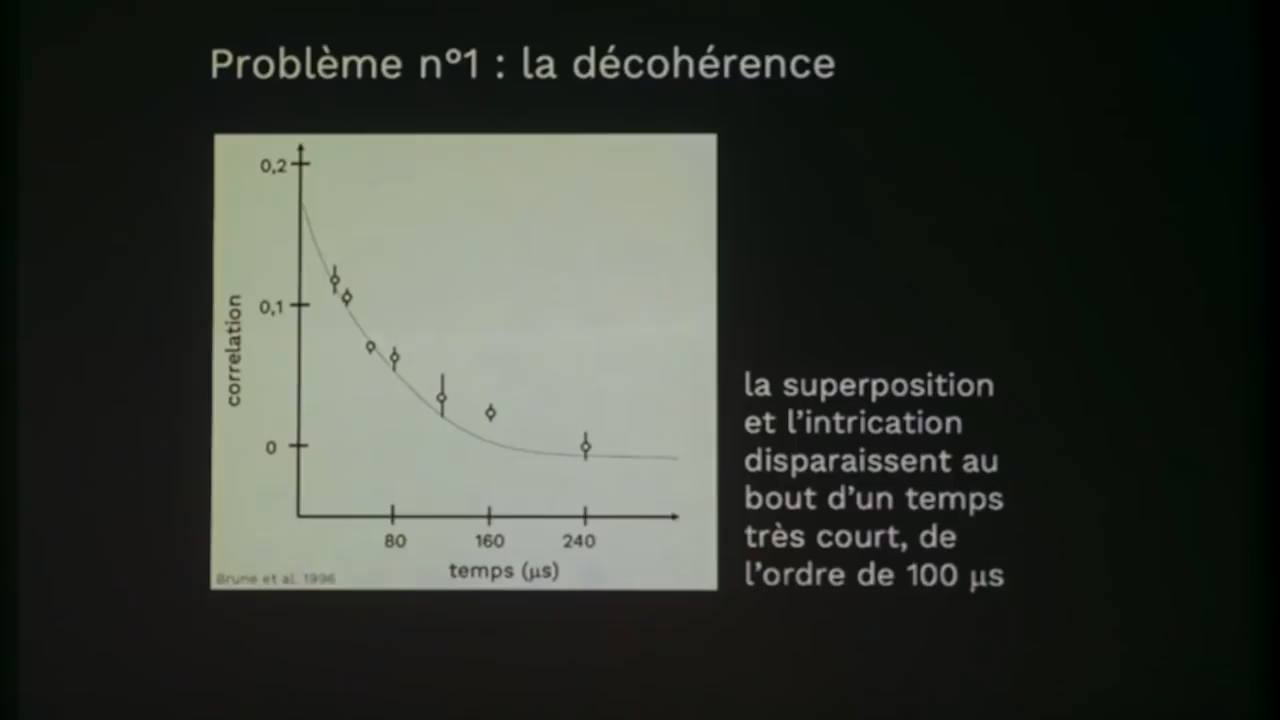 Problème n°1 : la décohérence
0,2
0,1
0
correlation
80 160 240
temps (μs)
Brune et al. 1996
la superposition
et l'intrication
disparaissent au
bout d'un temps
très court, de
l'ordre de 100 μs